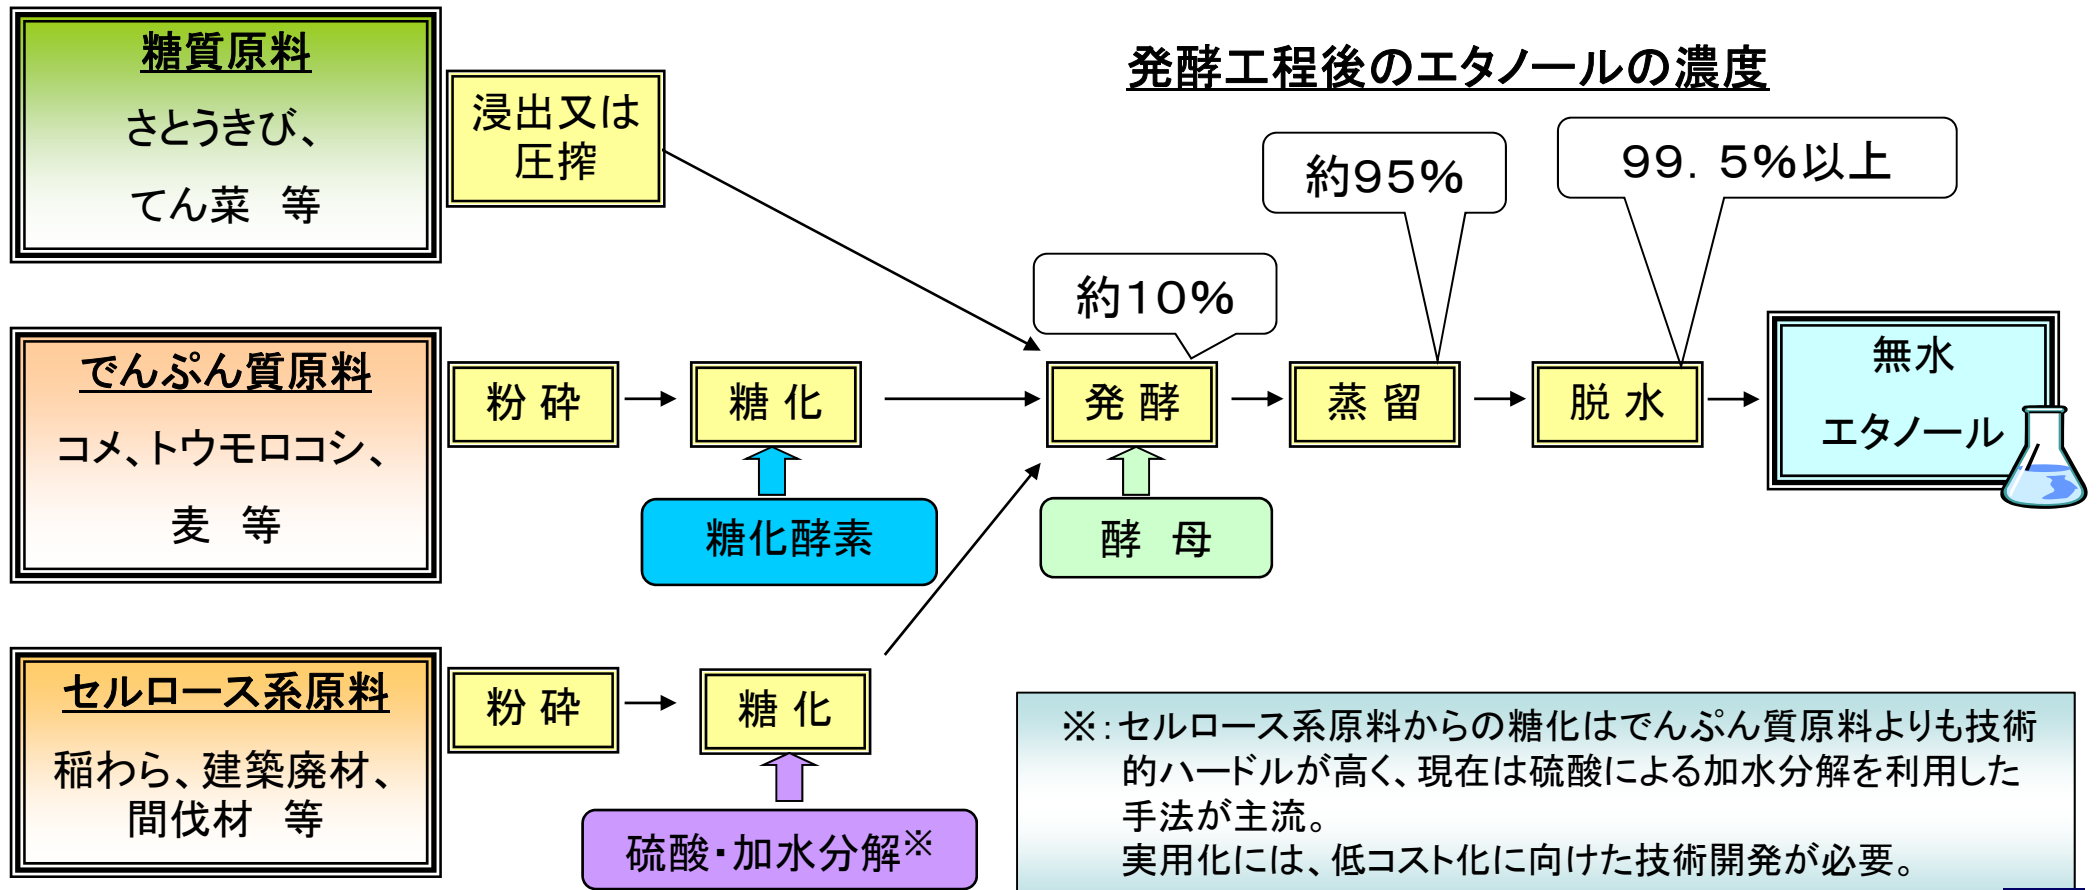 発酵工程後のエタノールの濃度
糖質原料
さとうきび、
てん菜　等
浸出又は
圧搾
約10%
約95%
99．5%以上
でんぷん質原料
コメ、トウモロコシ、
麦　等
粉 砕
糖 化
発 酵
蒸 留
脱 水
無水
エタノール
糖化酵素
酵　母
セルロース系原料
稲わら、建築廃材、
間伐材　等
粉 砕
糖 化
硫酸・加水分解※
※：セルロース系原料からの糖化はでんぷん質原料よりも技術
的ハードルが高く、現在は硫酸による加水分解を利用した
手法が主流。
実用化には、低コスト化に向けた技術開発が必要。